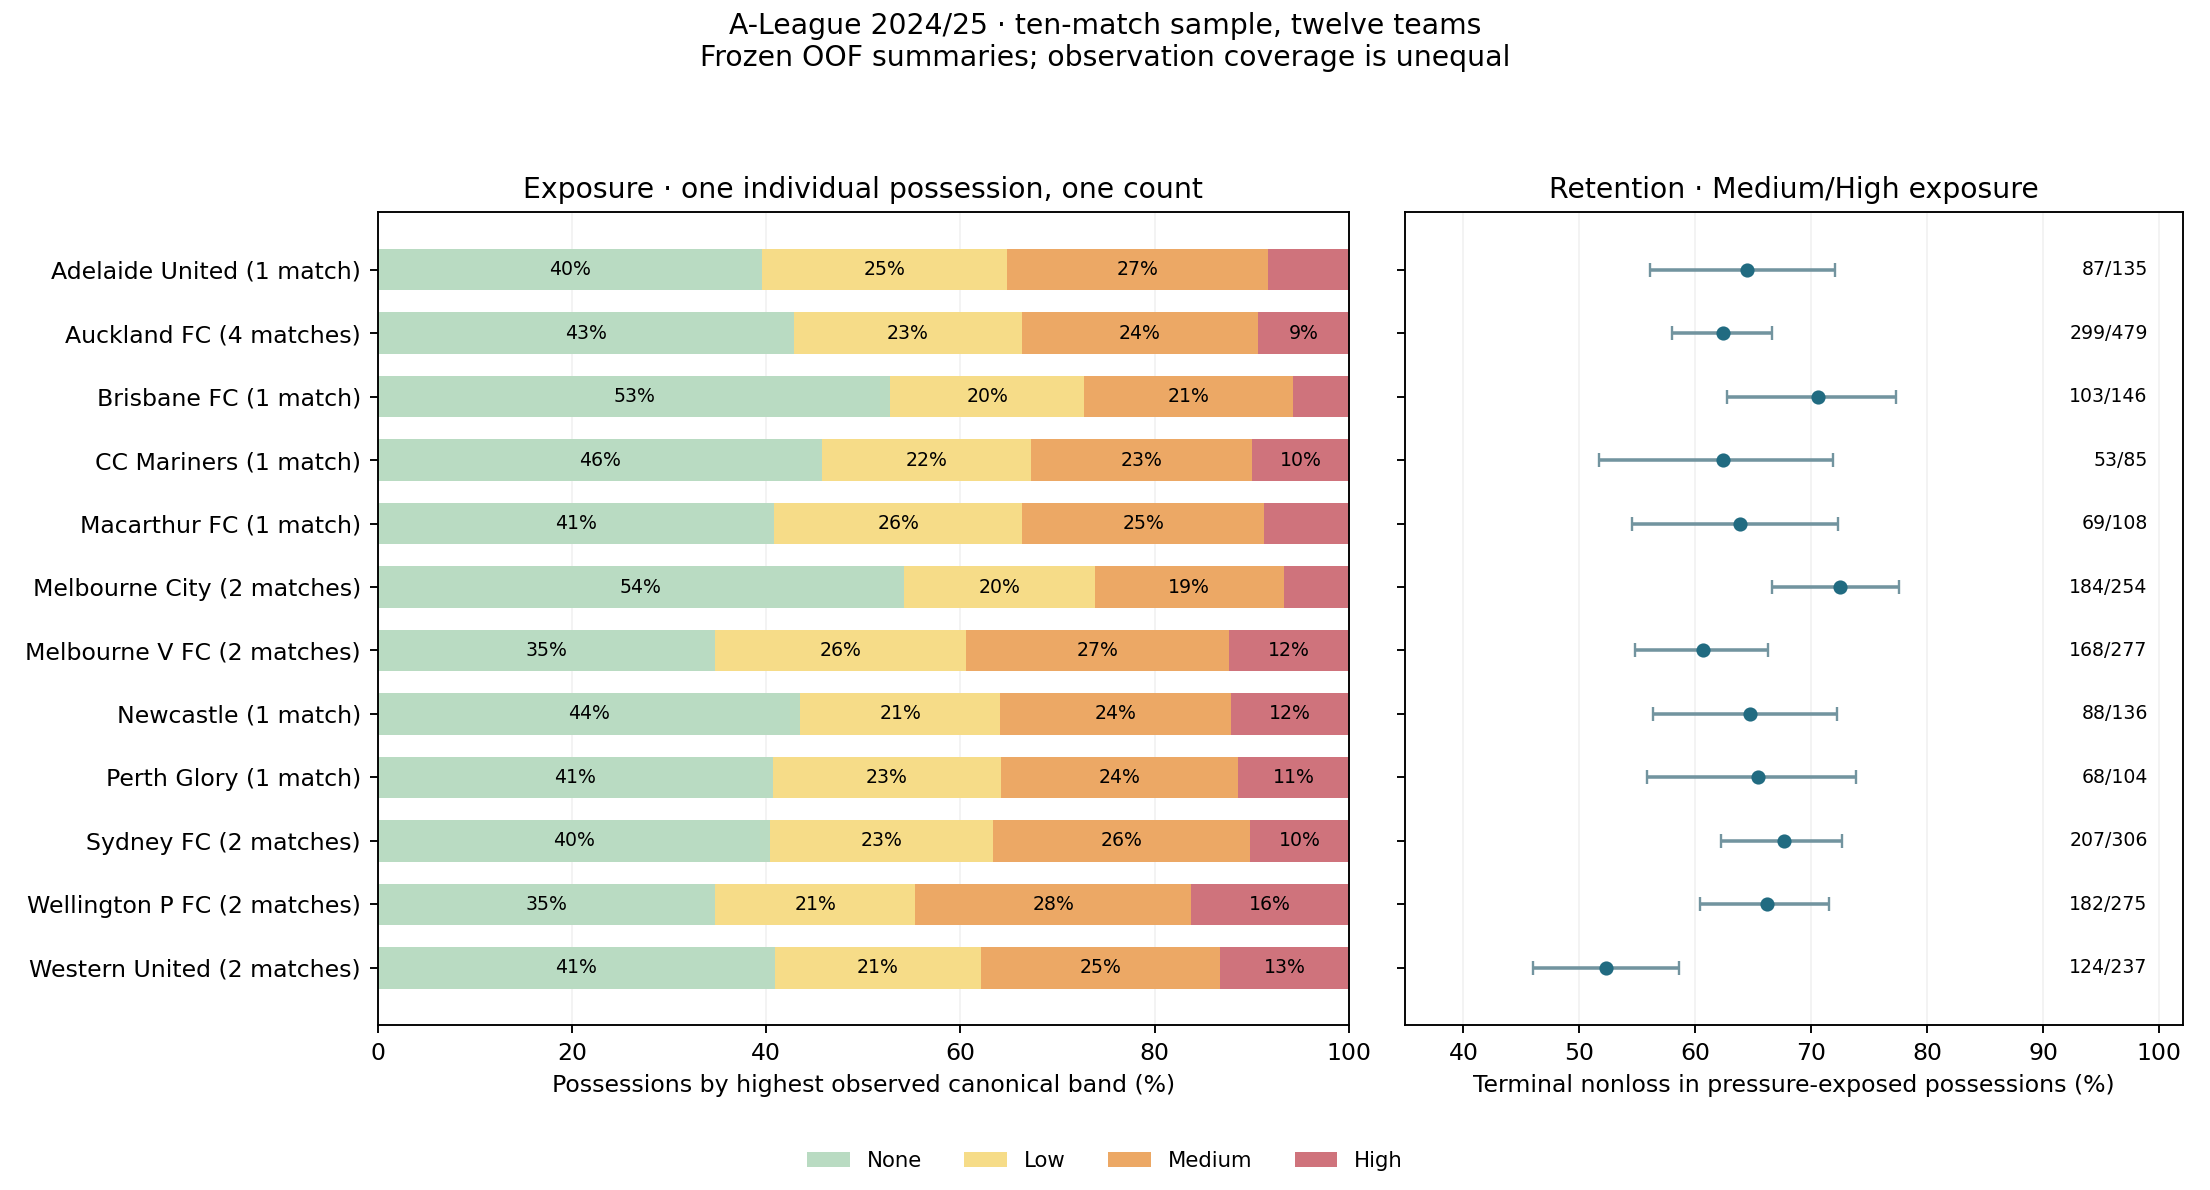 A-League 2024/25 · ten-match sample, twelve teams
Frozen OOF summaries; observation coverage is unequal
Exposure · one individual possession, one count
Adelaide United (1 match) 40% 25% 27%
Auckland FC (4 matches) 43% 23% 24% 9%
Brisbane FC (1 match) 53% 20% 21%
CC Mariners (1 match) 46% 22% 23% 10%
Macarthur FC (1 match) 41% 26% 25%
Melbourne City (2 matches) 54% 20% 19%
Melbourne V FC (2 matches) 35% 26% 27% 12%
Newcastle (1 match) 44% 21% 24% 12%
Perth Glory (1 match) 41% 23% 24% 11%
Sydney FC (2 matches) 40% 23% 26% 10%
Wellington P FC (2 matches) 35% 21% 28% 16%
Western United (2 matches) 41% 21% 25% 13%
0 20 40 60 80 100
Possessions by highest observed canonical band (%)
Retention · Medium/High exposure
87/135
299/479
103/146
53/85
69/108
184/254
168/277
88/136
68/104
207/306
182/275
124/237
40 50 60 70 80 90 100
Terminal nonloss in pressure-exposed possessions (%)
None Low Medium High